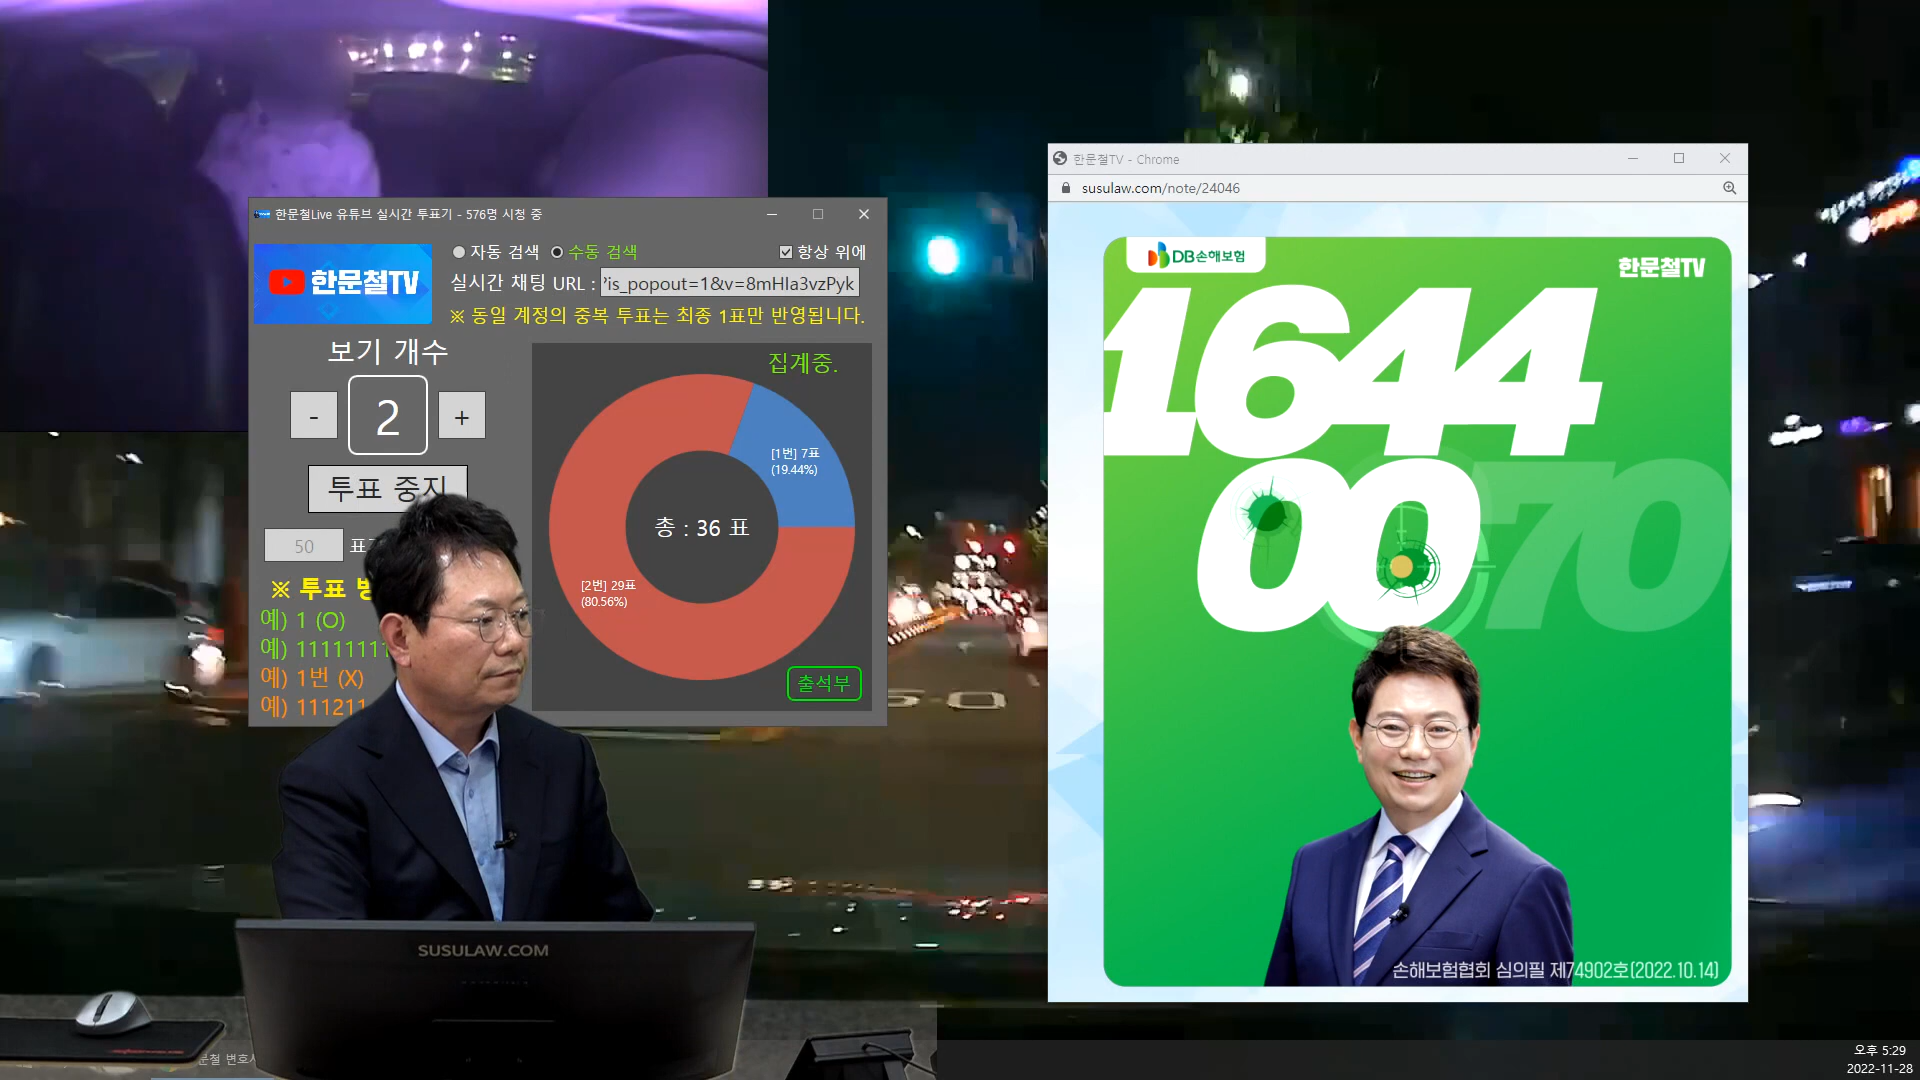 한문철Live 유튜브 실시간 투표기 - 576명 시청 중
한문철TV
자동 검색
수동 검색
항상 위에
실시간 채팅 URL :
?is_popout=1&v=8mHIa3vzPyk
※ 동일 계정의 중복 투표는 최종 1표만 반영됩니다.
보기 개수
-
2
+
투표 중지
50
※ 투표
예) 1 (O)
예) 11111111
예) 1번 (X)
예) 111211
집계중.
[1번] 7표
(19.44%)
총 : 36 표
[2번] 29표
(80.56%)
출석부
SUSULAW.COM
한문철TV - Chrome
susulaw.com/note/24046
DB손해보험
한문철TV
1644
0070
손해보험협회 심의필 제74902호(2022.10.14)
오후 5:29
2022-11-28